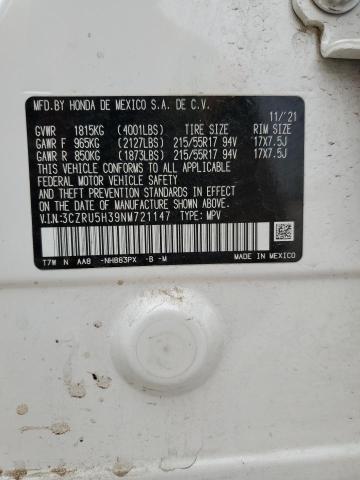 MFD.BY HONDA DE MEXICO S.A. DE C.V.
11/'21
GVWR 1815KG (4001LBS) TIRE SIZE RIM SIZE
GAWR F 965KG (2127LBS) 215/55R17 94V 17X7.5J
GAWR R 850KG (1873LBS) 215/55R17 94V 17X7.5J
THIS VEHICLE CONFORMS TO ALL APPLICABLE
FEDERAL MOTOR VEHICLE SAFETY, BUMPER,
AND THEFT PREVENTION STANDARDS IN EFFECT
ON THE DATE OF MANUFACTURE SHOWN ABOVE.
V.I.N:3CZRU5H39NM721147 TYPE: MPV
T7W N AA8 -NH883PX -B -M
MADE IN MEXICO